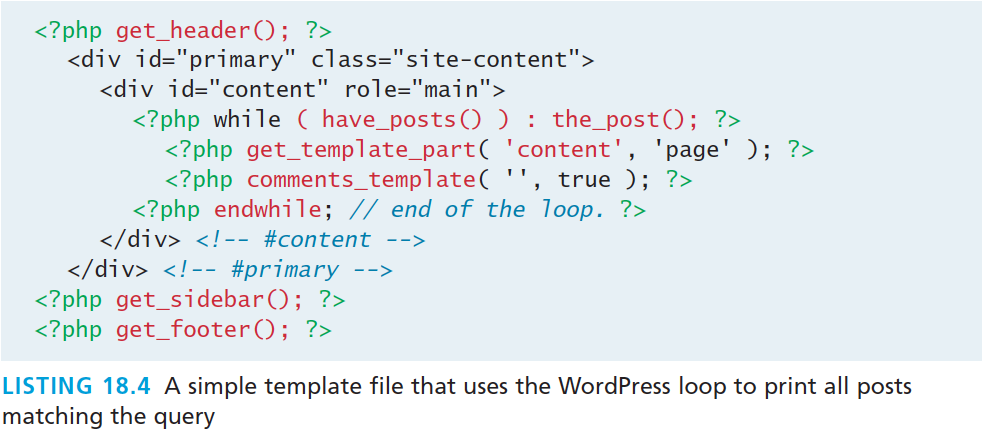 <?php get_header(); ?>
<div id="primary" class="site-content">
<div id="content" role="main">
<?php while ( have_posts() ) : the_post(); ?>
<?php get_template_part( 'content', 'page' ); ?>
<?php comments_template( '', true ); ?>
<?php endwhile; // end of the loop. ?>
</div> <!-- #content -->
</div> <!-- #primary -->
<?php get_sidebar(); ?>
<?php get_footer(); ?>
LISTING 18.4 A simple template file that uses the WordPress loop to print all posts
matching the query